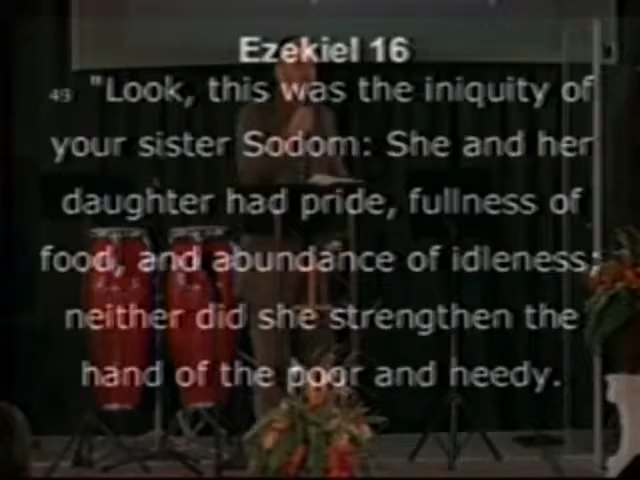 Ezekiel 16
49 "Look, this was the iniquity of
your sister Sodom: She and her
daughter had pride, fullness of
food, and abundance of idleness;
neither did she strengthen the
hand of the poor and needy.